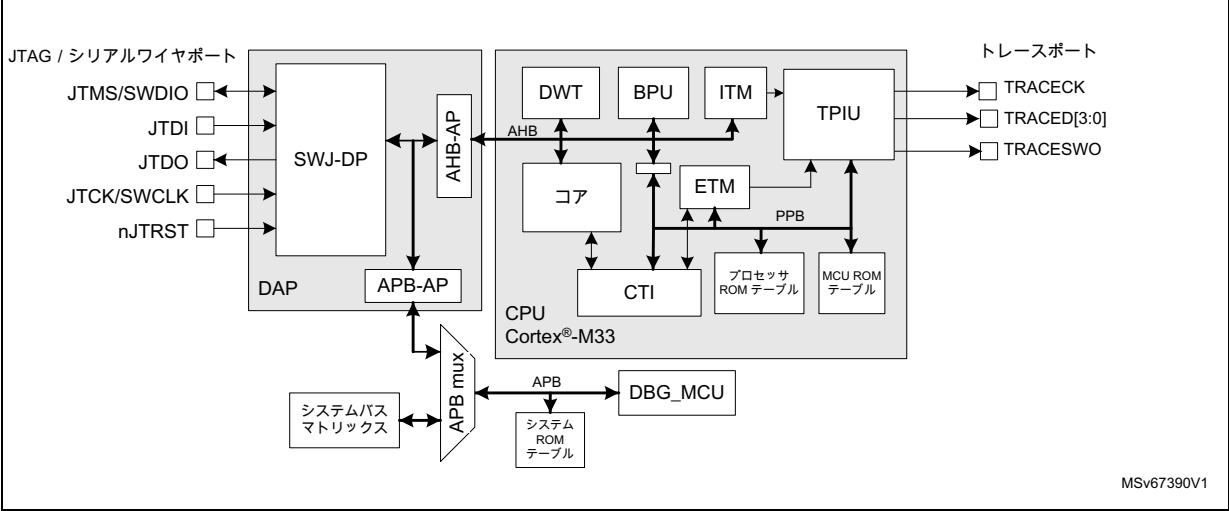 JTAG / シリアルワイヤポート
トレースポート
JTMS/SWDIO
JTDI
JTDO
JTCK/SWCLK
nJTRST
SWJ-DP
AHB-AP
DAP
APB-AP
AHB
DWT
BPU
ITM
TPIU
TRACECK
TRACED[3:0]
TRACESWO
コア
ETM
PPB
CTI
プロセッサ
ROM テーブル
MCU ROM
テーブル
CPU
Cortex®-M33
APB mux
システムバス
マトリックス
APB
DBG_MCU
システム
ROM
テーブル
MSv67390V1